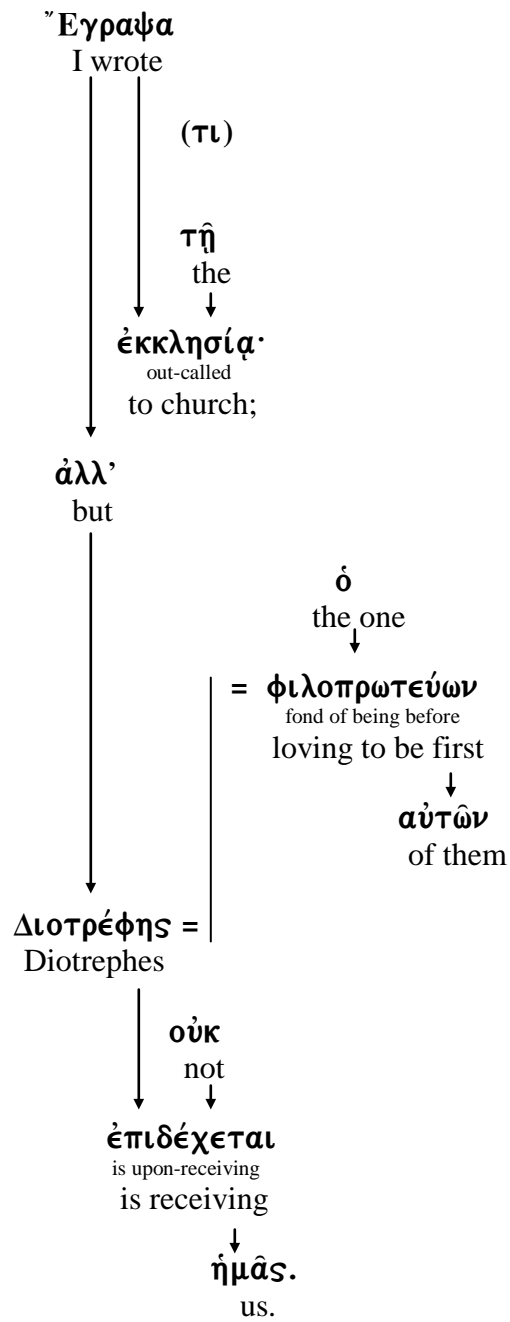 Ἔγραψα
I wrote
(τι)
τῇ
the
ἐκκλησίᾳ·
out-called
to church;
ἀλλ’
but
ὁ
the one
= φιλοπρωτεύων
fond of being before
loving to be first
αὐτῶν
of them
Διοτρέφης =
Diotrephes
οὐκ
not
ἐπιδέχεται
is upon-receiving
is receiving
ἡμᾶς.
us.